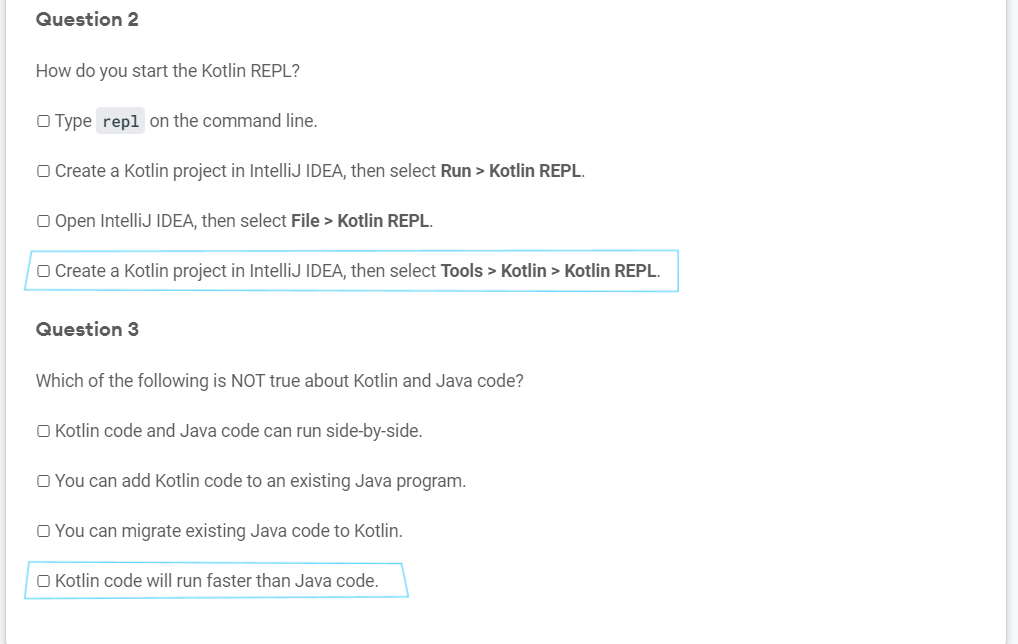 Question 2
How do you start the Kotlin REPL?
Type repl on the command line.
Create a Kotlin project in IntelliJ IDEA, then select Run > Kotlin REPL.
Open IntelliJ IDEA, then select File > Kotlin REPL.
Create a Kotlin project in IntelliJ IDEA, then select Tools > Kotlin > Kotlin REPL.
Question 3
Which of the following is NOT true about Kotlin and Java code?
Kotlin code and Java code can run side-by-side.
You can add Kotlin code to an existing Java program.
You can migrate existing Java code to Kotlin.
Kotlin code will run faster than Java code.